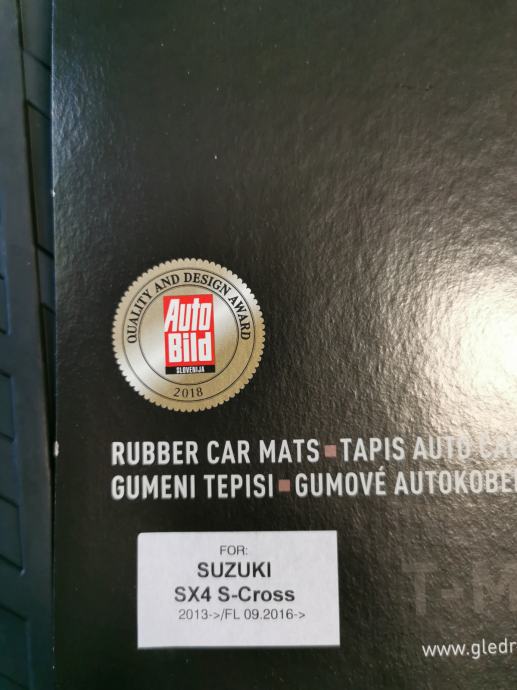 QUALITY AND DESIGN AWARD
Auto
Bild
SLOVENIJA
2018
RUBBER CAR MATS ▪ TAPIS AUTO
GUMENI TEPISI ▪ GUMOVÉ
FOR:
SUZUKI
SX4 S-Cross
2013->/FL 09.2016->